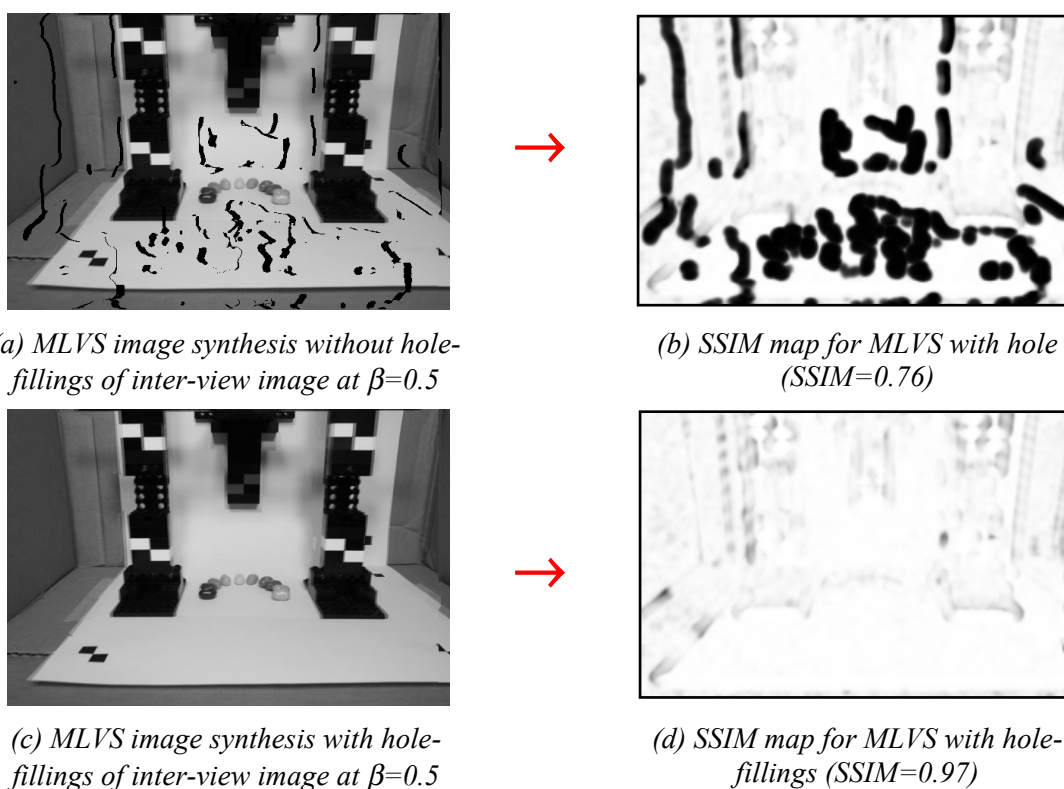 (a) MLVS image synthesis without hole-
fillings of inter-view image at β=0.5
(b) SSIM map for MLVS with hole
(SSIM=0.76)
(c) MLVS image synthesis with hole-
fillings of inter-view image at β=0.5
(d) SSIM map for MLVS with hole-
fillings (SSIM=0.97)